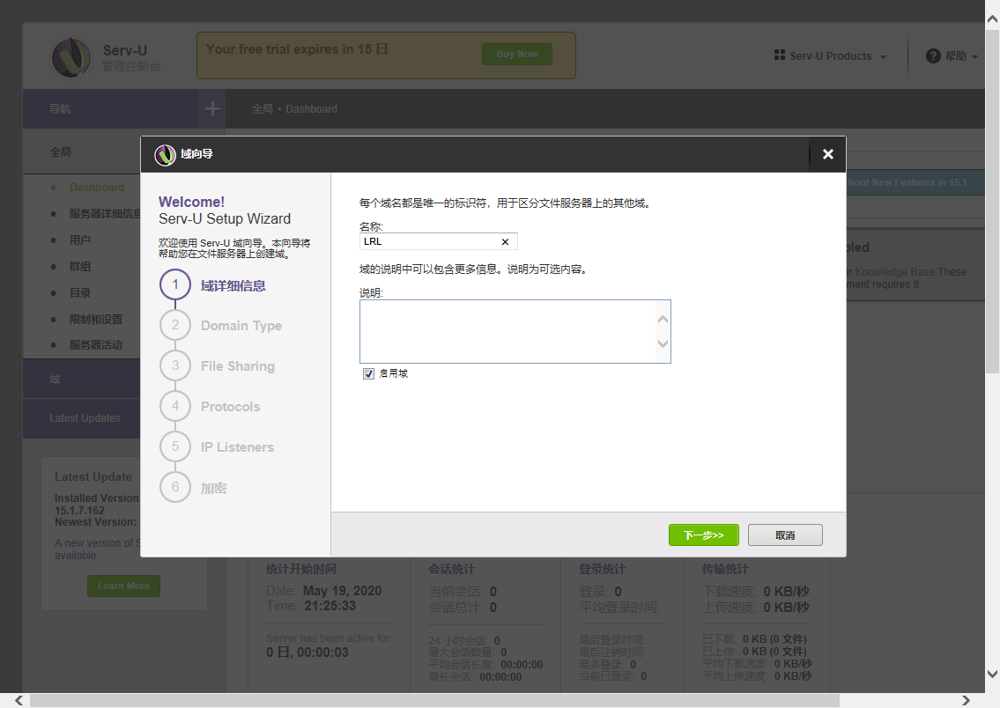 Serv-U
管理控制台
Your free trial expires in 15 日
Buy Now
Serv-U Products
帮助
导航
全局 • Dashboard
全局
Dashboard
服务器详细信息
用户
群组
目录
限制和设置
服务器活动
域
Latest Updates
域向导
Welcome!
Serv-U Setup Wizard
欢迎使用 Serv-U 域向导。本向导将
帮助您在文件服务器上创建域。
1 域详细信息
2 Domain Type
3 File Sharing
4 Protocols
5 IP Listeners
6 加密
每个域名都是唯一的标识符，用于区分文件服务器上的其他域。
名称:
LRL
域的说明中可以包含更多信息。说明为可选内容。
说明:
启用域
下一步>>
取消
bout New Features in 15.1
Knowledge Base.These
ment requires it.
Latest Update
Installed Version
15.1.7.162
Newest Version:
A new version of S
available.
Learn More
统计开始时间
Date: May 19, 2020
Time: 21:25:33
Server has been active for:
0 日, 00:00:03
会话统计
当前会话: 0
会话总计: 0
24 小时会话: 0
最大会话数量: 0
平均会话长度: 00:00:00
最长会话: 00:00:00
登录统计
登录: 0
平均登录时间:
最后登录时间:
最后注销时间:
最多登录: 0
当前已登录: 0
传输统计
下载速度: 0 KB/秒
上传速度: 0 KB/秒
已下载: 0 KB (0 文件)
已上传: 0 KB (0 文件)
平均下载速度: 0 KB/秒
平均上传速度: 0 KB/秒